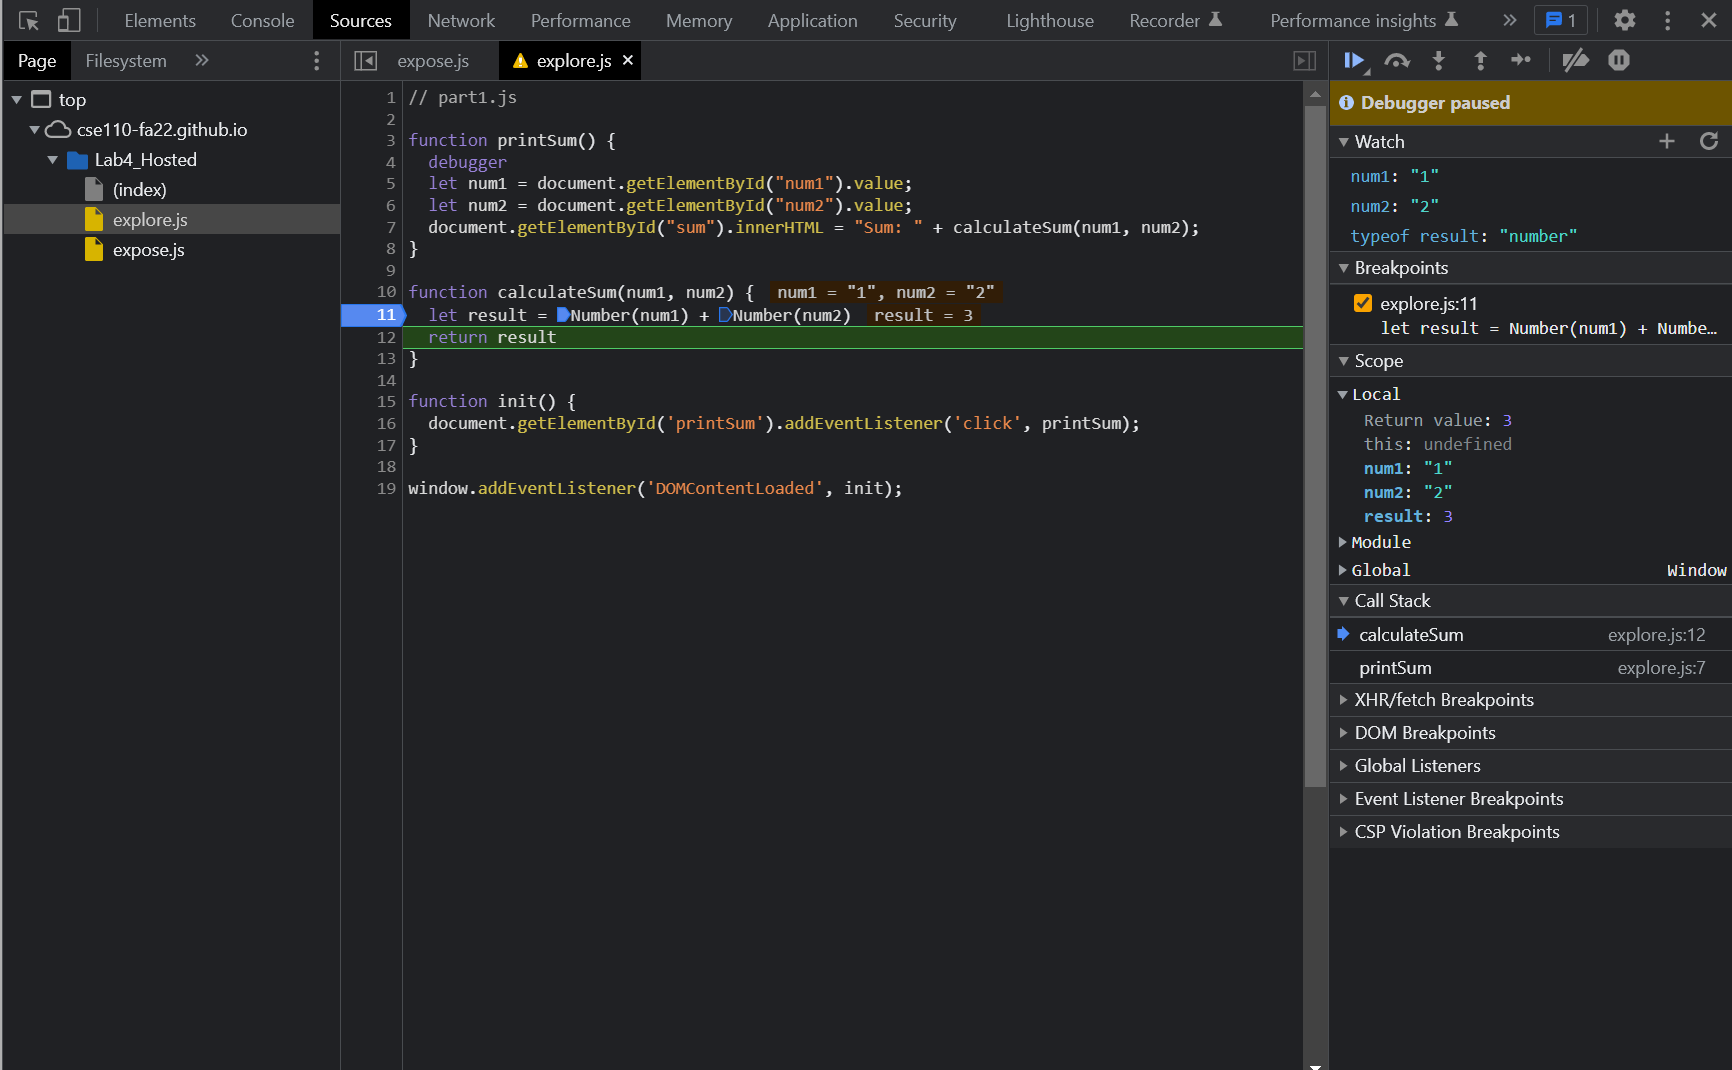 Elements Console Sources Network Performance Memory Application Security Lighthouse Recorder Performance insights 1
Page Filesystem
expose.js explore.js
top
cse110-fa22.github.io
Lab4_Hosted
(index)
explore.js
expose.js
1 // part1.js
2
3 function printSum() {
4 debugger
5 let num1 = document.getElementById("num1").value;
6 let num2 = document.getElementById("num2").value;
7 document.getElementById("sum").innerHTML = "Sum: " + calculateSum(num1, num2);
8 }
9
10 function calculateSum(num1, num2) { num1 = "1", num2 = "2"
11 let result = Number(num1) + Number(num2) result = 3
12 return result
13 }
14
15 function init() {
16 document.getElementById('printSum').addEventListener('click', printSum);
17 }
18
19 window.addEventListener('DOMContentLoaded', init);
Debugger paused
Watch
num1: "1"
num2: "2"
typeof result: "number"
Breakpoints
explore.js:11
let result = Number(num1) + Numbe…
Scope
Local
Return value: 3
this: undefined
num1: "1"
num2: "2"
result: 3
Module
Global Window
Call Stack
calculateSum explore.js:12
printSum explore.js:7
XHR/fetch Breakpoints
DOM Breakpoints
Global Listeners
Event Listener Breakpoints
CSP Violation Breakpoints